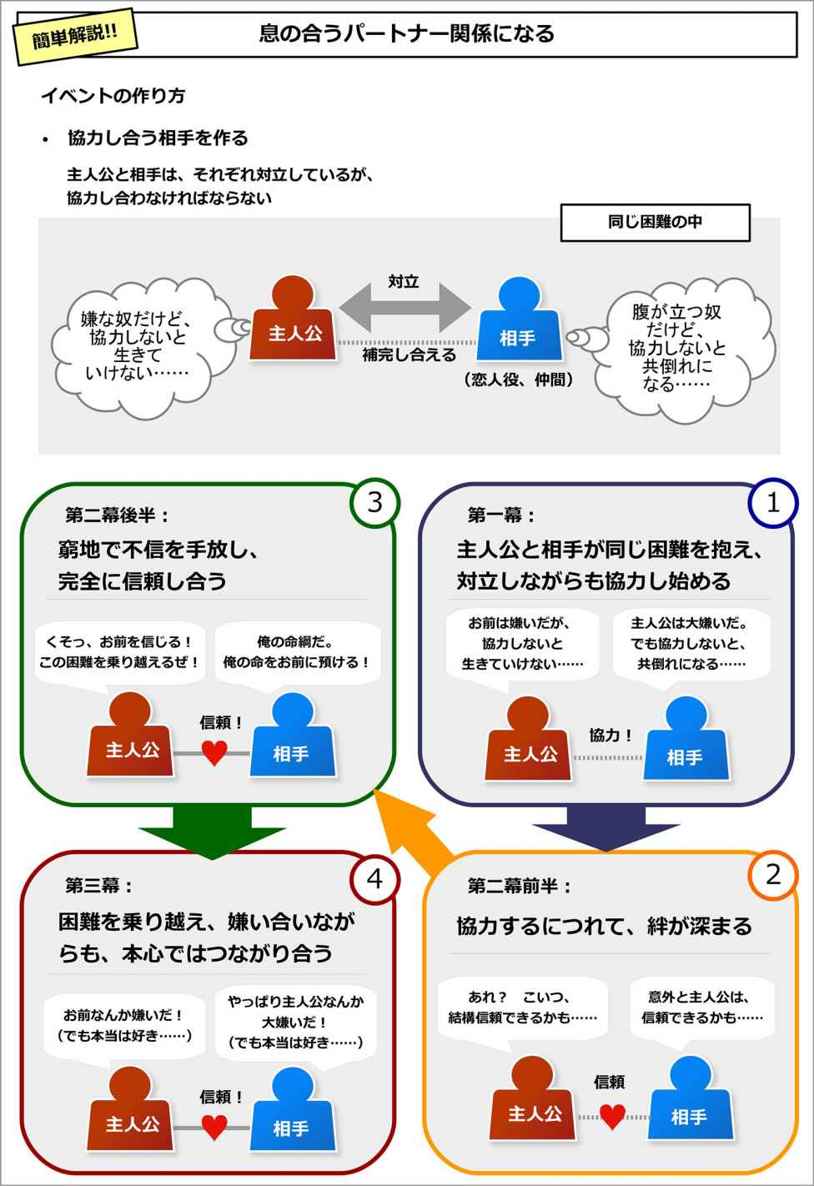 簡単解説!!
息の合うパートナー関係になる
イベントの作り方
• 協力し合う相手を作る
主人公と相手は、それぞれ対立しているが、
協力し合わなければならない
同じ困難の中
嫌な奴だけど、
協力しないと
生きて
いけない……
主人公
対立
補完し合える
相手
（恋人役、仲間）
腹が立つ奴
だけど、
協力しないと
共倒れに
なる……
1
第一幕：
主人公と相手が同じ困難を抱え、
対立しながらも協力し始める
お前は嫌いだが、
協力しないと
生きていけない……
主人公は大嫌いだ。
でも協力しないと、
共倒れになる……
主人公
協力！
相手
2
第二幕前半：
協力するにつれて、絆が深まる
あれ？　こいつ、
結構信頼できるかも……
意外と主人公は、
信頼できるかも……
主人公
信頼
相手
3
第二幕後半：
窮地で不信を手放し、
完全に信頼し合う
くそっ、お前を信じる！
この困難を乗り越えるぜ！
俺の命綱だ。
俺の命をお前に預ける！
主人公
信頼！
相手
4
第三幕：
困難を乗り越え、嫌い合いなが
らも、本心ではつながり合う
お前なんか嫌いだ！
（でも本当は好き……）
やっぱり主人公なんか
大嫌いだ！
（でも本当は好き……）
主人公
信頼！
相手